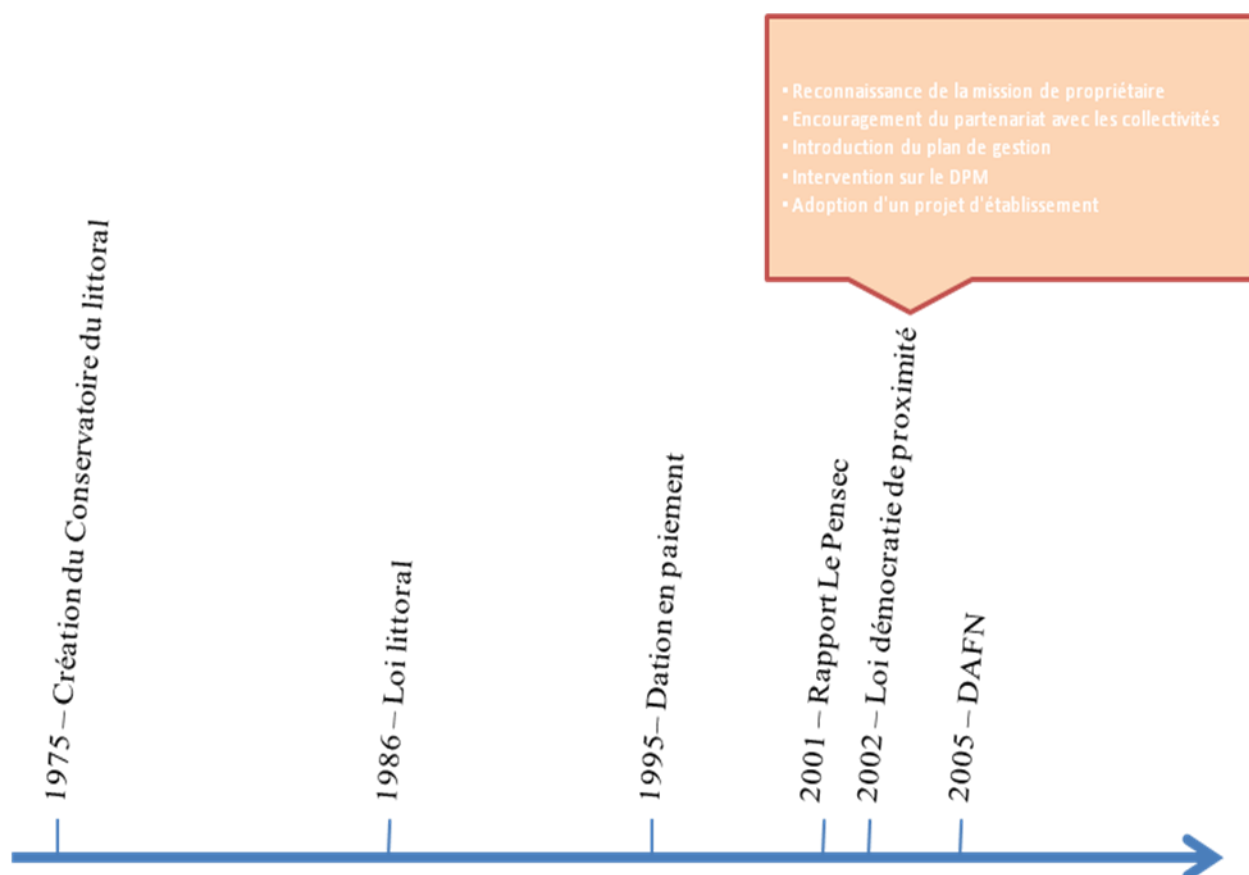 • Reconnaissance de la mission de propriétaire
• Encouragement du partenariat avec les collectivités
• Introduction du plan de gestion
• Intervention sur le DPM
• Adoption d'un projet d'établissement
1975 – Création du Conservatoire du littoral
1986 – Loi littoral
1995– Dation en paiement
2001 – Rapport Le Pensec
2002 – Loi démocratie de proximité
2005 – DAFN